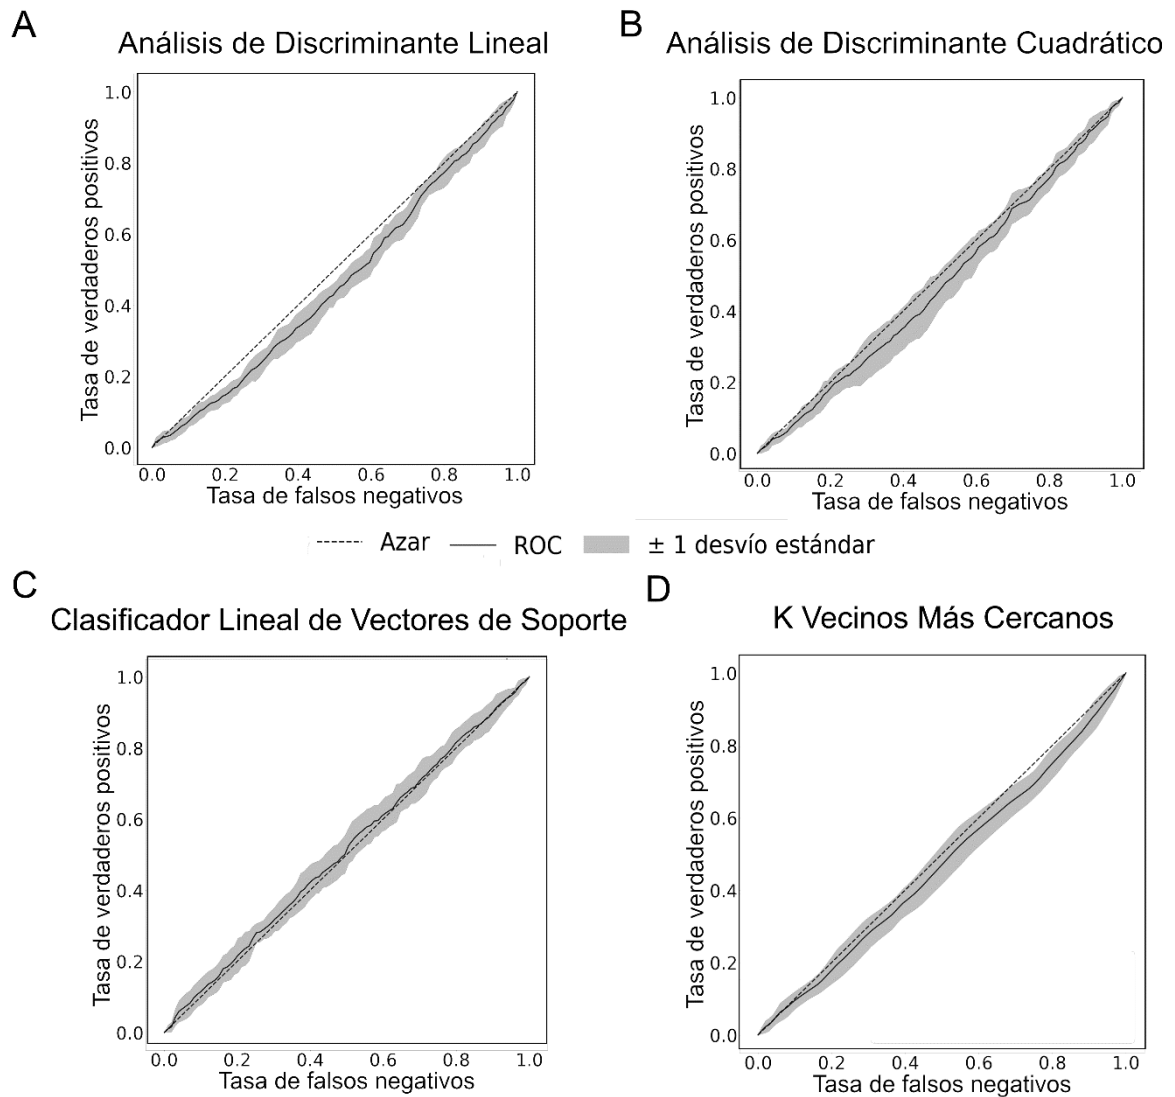 A
Análisis de Discriminante Lineal
1.0
0.8
0.6
0.4
0.2
0.0
Tasa de verdaderos positivos
0.0 0.2 0.4 0.6 0.8 1.0
Tasa de falsos negativos
B
Análisis de Discriminante Cuadrático
1.0
0.8
0.6
0.4
0.2
0.0
Tasa de verdaderos positivos
0.0 0.2 0.4 0.6 0.8 1.0
Tasa de falsos negativos
Azar ROC ± 1 desvío estándar
C
Clasificador Lineal de Vectores de Soporte
1.0
0.8
0.6
0.4
0.2
0.0
Tasa de verdaderos positivos
0.0 0.2 0.4 0.6 0.8 1.0
Tasa de falsos negativos
D
K Vecinos Más Cercanos
1.0
0.8
0.6
0.4
0.2
0.0
Tasa de verdaderos positivos
0.0 0.2 0.4 0.6 0.8 1.0
Tasa de falsos negativos